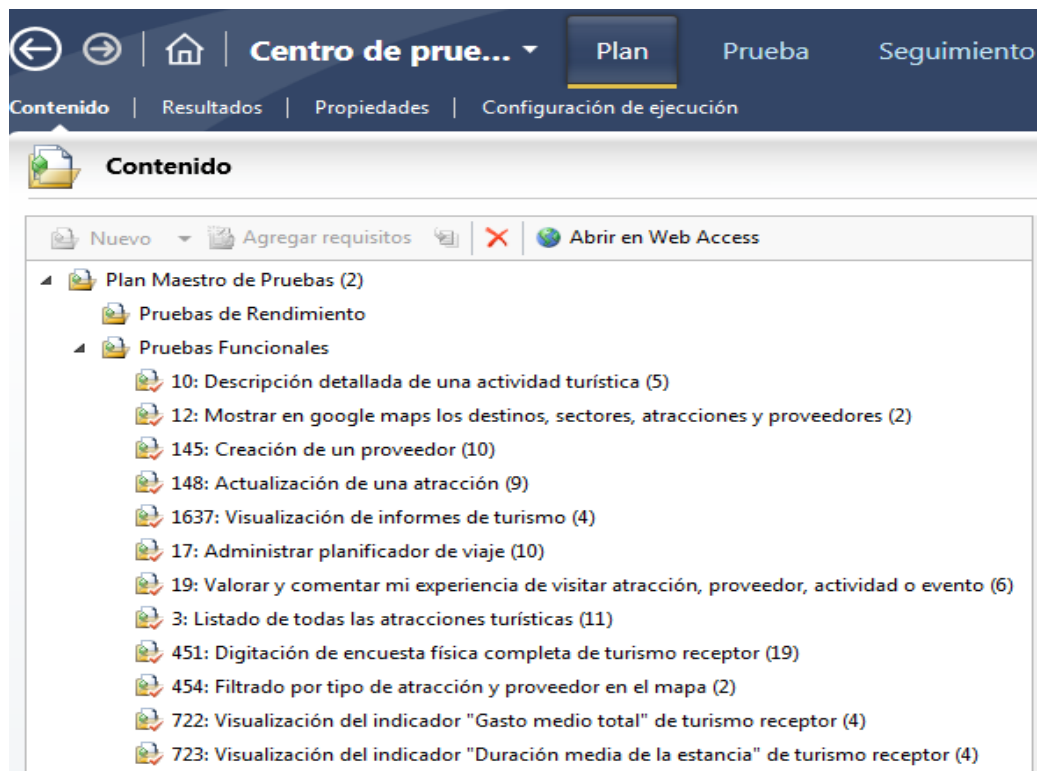 Centro de prue... Plan Prueba Seguimiento
Contenido | Resultados | Propiedades | Configuración de ejecución
Contenido
Nuevo Agregar requisitos Abrir en Web Access
Plan Maestro de Pruebas (2)
Pruebas de Rendimiento
Pruebas Funcionales
10: Descripción detallada de una actividad turística (5)
12: Mostrar en google maps los destinos, sectores, atracciones y proveedores (2)
145: Creación de un proveedor (10)
148: Actualización de una atracción (9)
1637: Visualización de informes de turismo (4)
17: Administrar planificador de viaje (10)
19: Valorar y comentar mi experiencia de visitar atracción, proveedor, actividad o evento (6)
3: Listado de todas las atracciones turísticas (11)
451: Digitación de encuesta física completa de turismo receptor (19)
454: Filtrado por tipo de atracción y proveedor en el mapa (2)
722: Visualización del indicador "Gasto medio total" de turismo receptor (4)
723: Visualización del indicador "Duración media de la estancia" de turismo receptor (4)